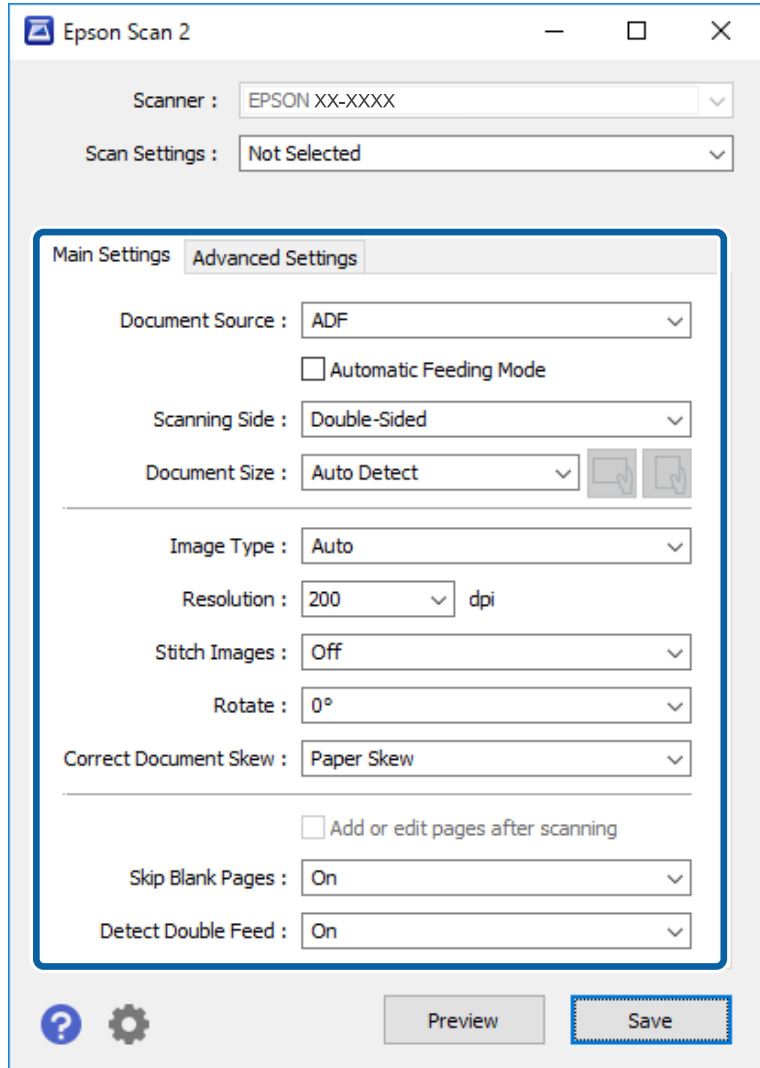 Epson Scan 2
Scanner : EPSON XX-XXXX
Scan Settings : Not Selected
Main Settings Advanced Settings
Document Source : ADF
Automatic Feeding Mode
Scanning Side : Double-Sided
Document Size : Auto Detect
Image Type : Auto
Resolution : 200 dpi
Stitch Images : Off
Rotate : 0°
Correct Document Skew : Paper Skew
Add or edit pages after scanning
Skip Blank Pages : On
Detect Double Feed : On
? Preview Save